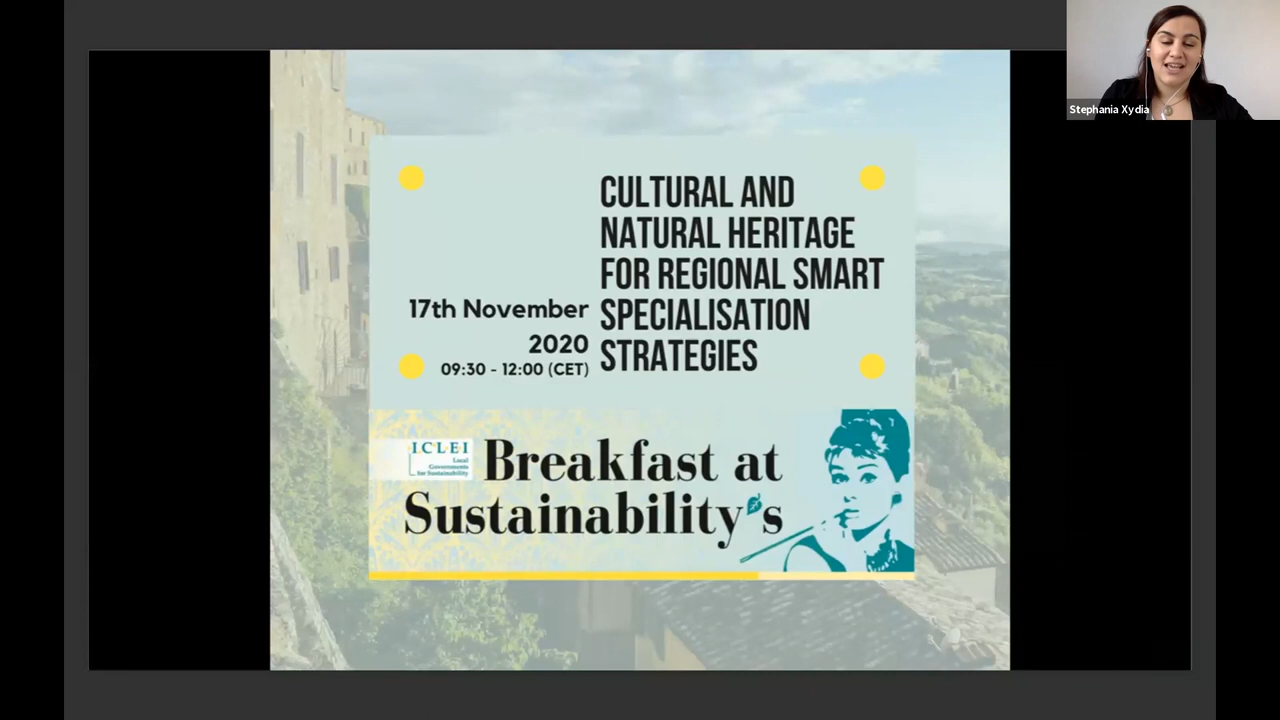 Stephania Xydia
CULTURAL AND
NATURAL HERITAGE
FOR REGIONAL SMART
SPECIALISATION
STRATEGIES
17th November
2020
09:30 - 12:00 (CET)
I.C.L.E.I
Local
Governments
for Sustainability
Breakfast at
Sustainability's